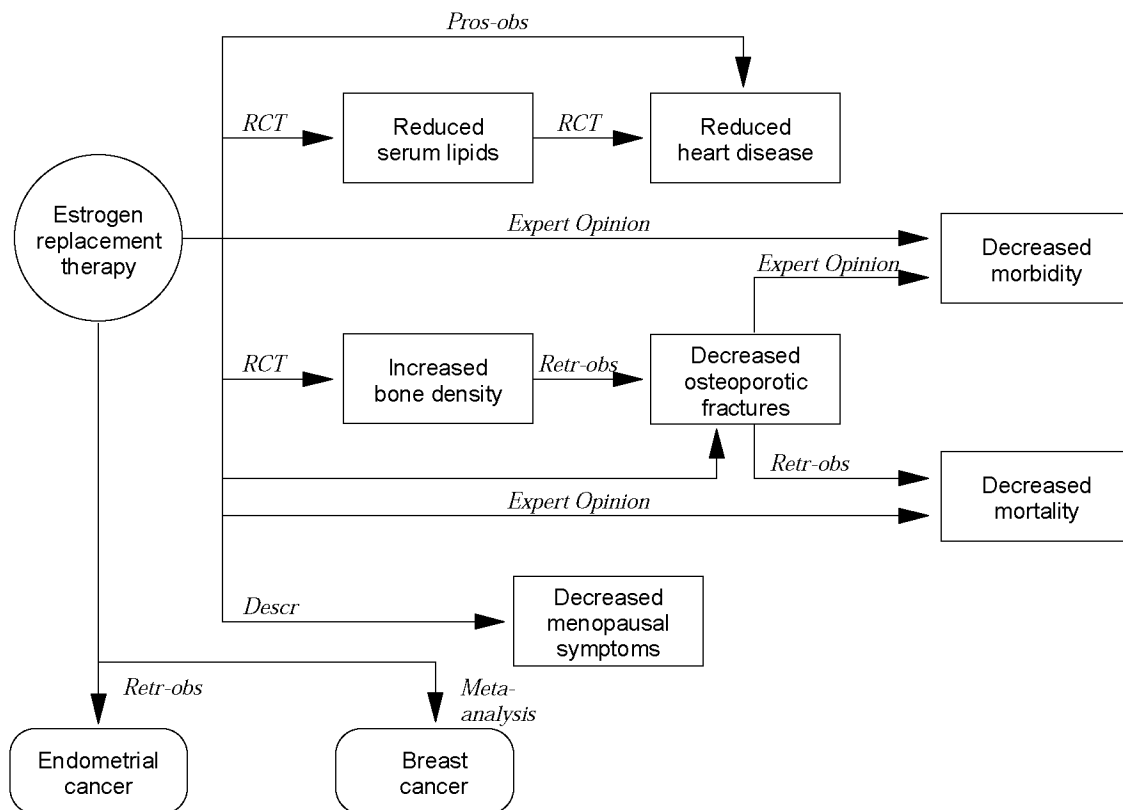 Pros-obs
RCT
Reduced
serum lipids
RCT
Reduced
heart disease
Estrogen
replacement
therapy
Expert Opinion
Decreased
morbidity
Expert Opinion
RCT
Increased
bone density
Retr-obs
Decreased
osteoporotic
fractures
Retr-obs
Expert Opinion
Decreased
mortality
Descr
Decreased
menopausal
symptoms
Retr-obs
Meta-
analysis
Endometrial
cancer
Breast
cancer